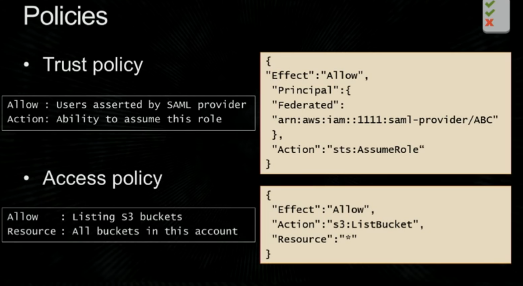 Policies
• Trust policy
Allow : Users asserted by SAML provider
Action: Ability to assume this role
{
"Effect":"Allow",
"Principal":{
"Federated":
"arn:aws:iam::1111:saml-provider/ABC"
},
"Action":"sts:AssumeRole"
}
• Access policy
Allow : Listing S3 buckets
Resource : All buckets in this account
{
"Effect":"Allow",
"Action":"s3:ListBucket",
"Resource":"*"
}